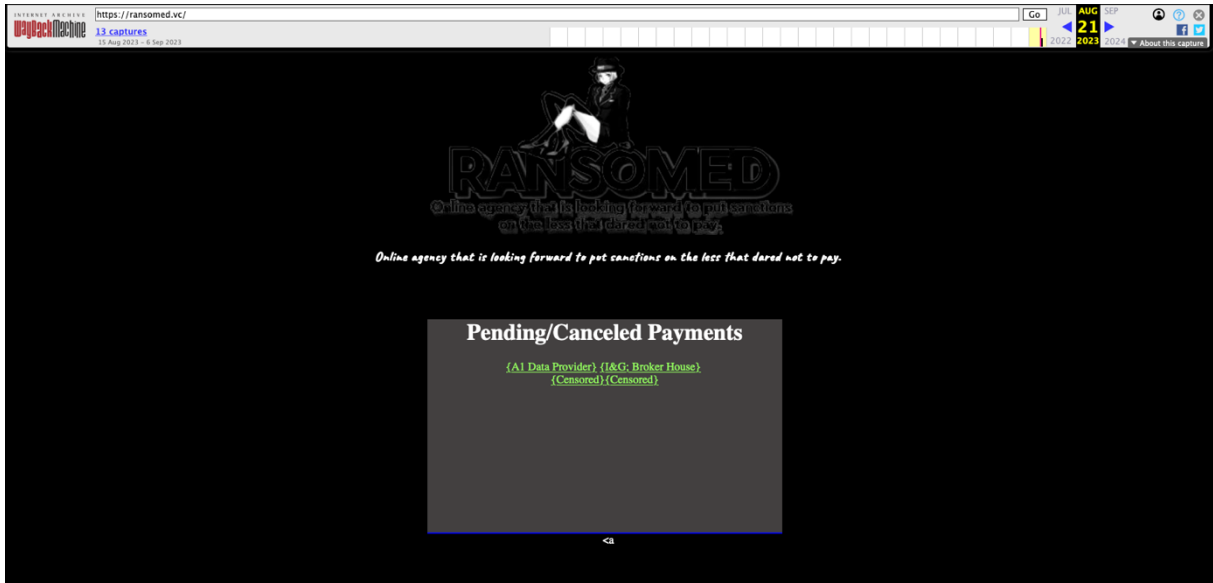 INTERNET ARCHIVE
WayBackMachine
https://ransomed.vc/
Go
13 captures
15 Aug 2023 – 6 Sep 2023
JUL AUG SEP
21
2022 2023 2024
About this capture
RANSOMED
Online agency that is looking forward to put sanctions
on the less that dared not to pay.
Online agency that is looking forward to put sanctions on the less that dared not to pay.
Pending/Canceled Payments
{A1 Data Provider} {I&G; Broker House}
{Censored}{Censored}
<a